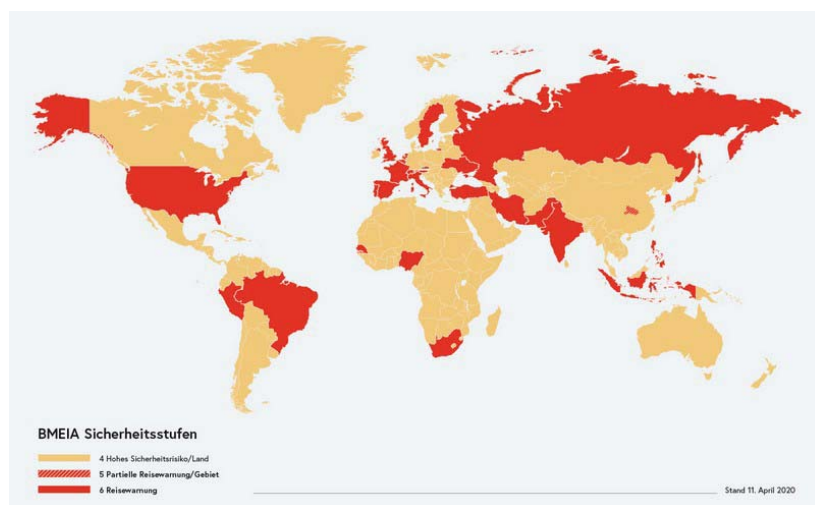 BMEIA Sicherheitsstufen
4 Hohes Sicherheitsrisiko/Land
5 Partielle Reisewarnung/Gebiet
6 Reisewarnung
Stand 11. April 2020